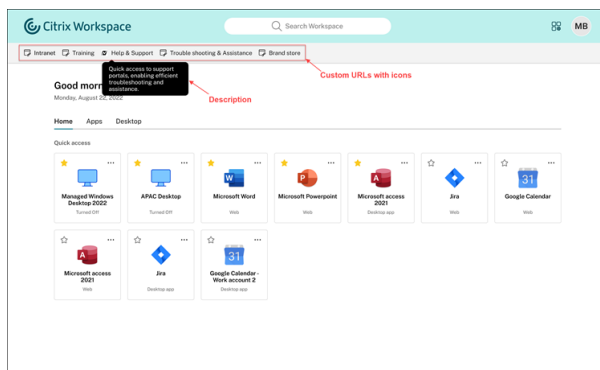 Citrix Workspace
Search Workspace
MB
Intranet Training Help & Support Trouble shooting & Assistance Brand store
Quick access to support
portals, enabling efficient
troubleshooting and
assistance.
Custom URLs with icons
Description
Good morn
Monday, August 22, 2022
Home Apps Desktop
Quick access
Managed Windows
Desktop 2022
Turned Off
APAC Desktop
Turned Off
Microsoft Word
Web
Microsoft Powerpoint
Web
Microsoft access
2021
Desktop app
Jira
Web
31
Google Calendar
Web
Microsoft access
2021
Web
Jira
Desktop app
31
Google Calendar -
Work account 2
Desktop app